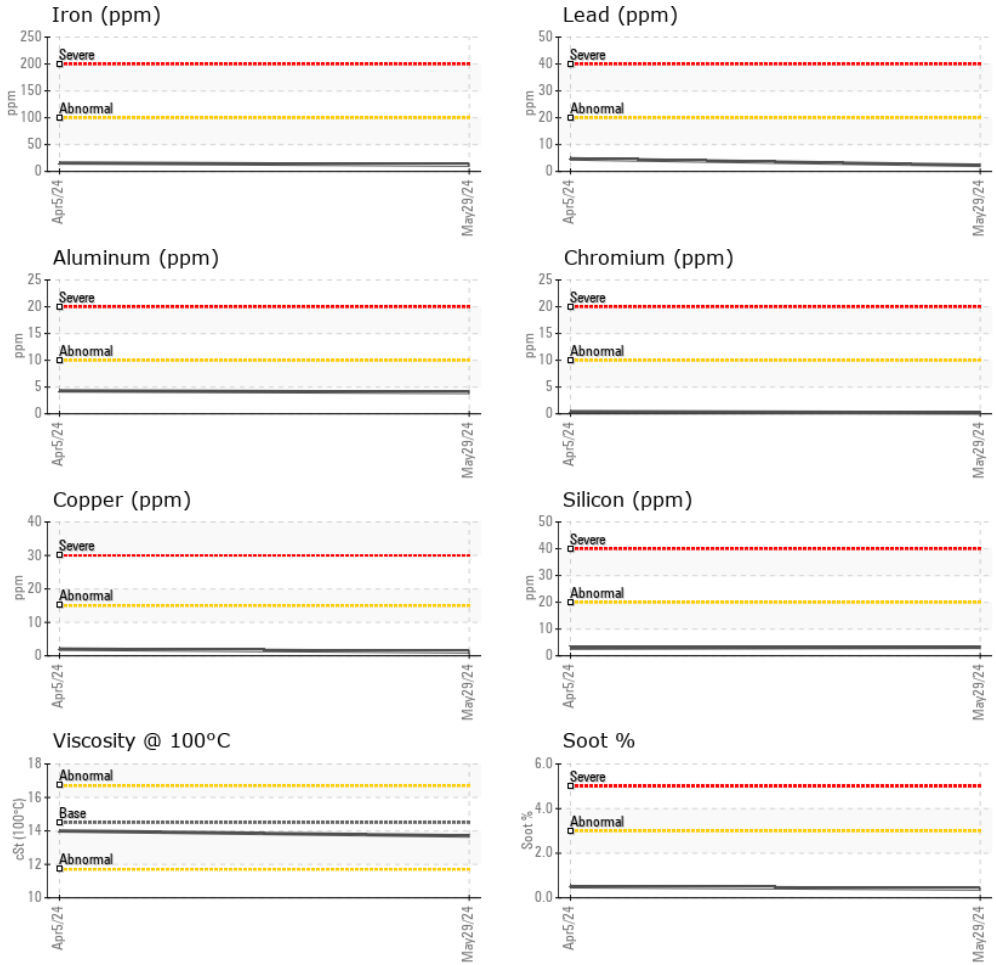 Iron (ppm)
250
200
150
100
50
0
ppm
Severe
Abnormal
Apr5/24
May29/24
Lead (ppm)
50
40
30
20
10
0
ppm
Severe
Abnormal
Apr5/24
May29/24
Aluminum (ppm)
25
20
15
10
5
0
ppm
Severe
Abnormal
Apr5/24
May29/24
Chromium (ppm)
25
20
15
10
5
0
ppm
Severe
Abnormal
Apr5/24
May29/24
Copper (ppm)
40
30
20
10
0
ppm
Severe
Abnormal
Apr5/24
May29/24
Silicon (ppm)
50
40
30
20
10
0
ppm
Severe
Abnormal
Apr5/24
May29/24
Viscosity @ 100°C
18
16
14
12
10
cSt (100°C)
Abnormal
Base
Abnormal
Apr5/24
May29/24
Soot %
6.0
4.0
2.0
0.0
Soot %
Severe
Abnormal
Apr5/24
May29/24